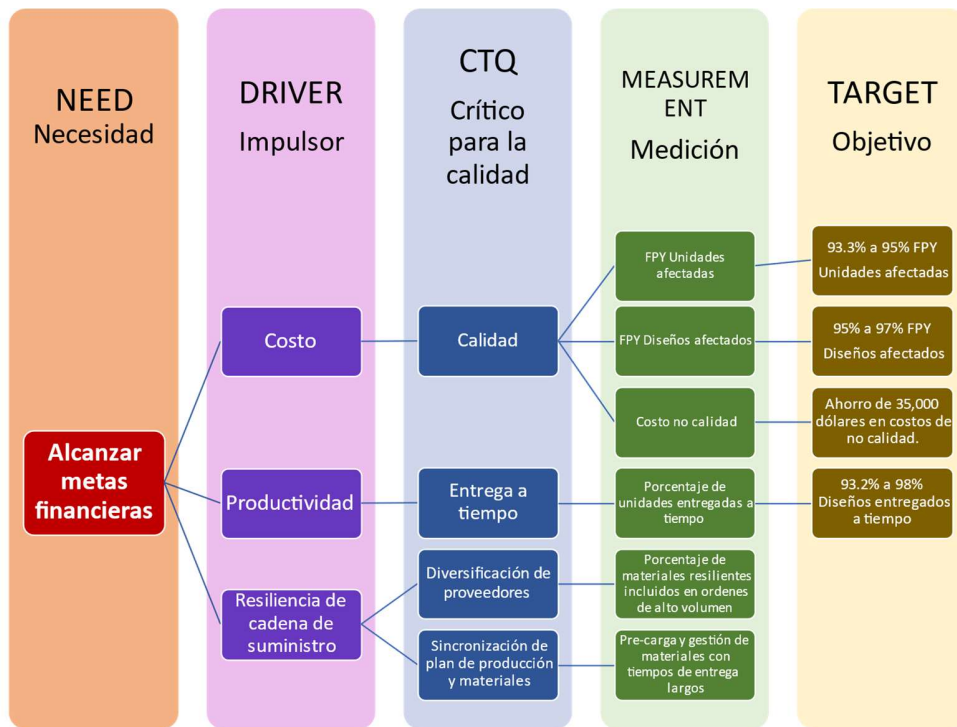 NEED
Necesidad
DRIVER
Impulsor
CTQ
Crítico
para la
calidad
MEASUREM
ENT
Medición
TARGET
Objetivo
Alcanzar
metas
financieras
Costo
Productividad
Resiliencia de
cadena de
suministro
Calidad
Entrega a
tiempo
Diversificación de
proveedores
Sincronización de
plan de producción
y materiales
FPY Unidades
afectadas
FPY Diseños afectados
Costo no calidad
Porcentaje de
unidades entregadas a
tiempo
Porcentaje de
materiales resilientes
incluidos en ordenes
de alto volumen
Pre-carga y gestión de
materiales con
tiempos de entrega
largos
93.3% a 95% FPY
Unidades afectadas
95% a 97% FPY
Diseños afectados
Ahorro de 35,000
dólares en costos de
no calidad.
93.2% a 98%
Diseños entregados
a tiempo